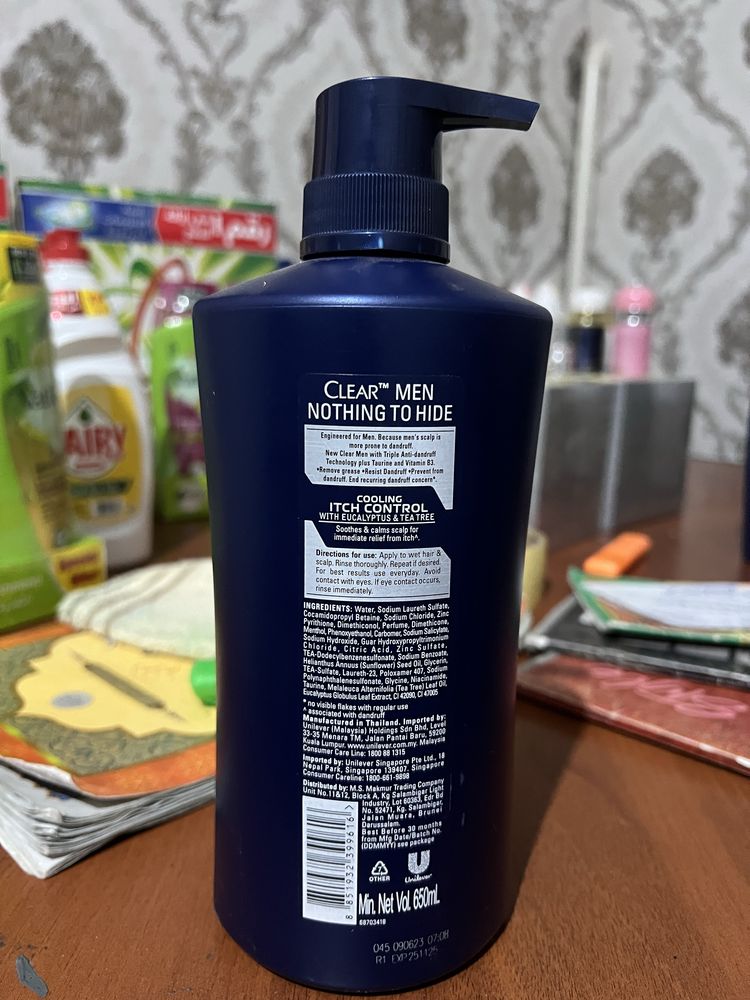 رقم 1
FAIRY
CLEAR™ MEN
NOTHING TO HIDE
Engineered for Men. Because men's scalp is
more prone to dandruff.
New Clear Men with Triple Anti-dandruff
Technology plus Taurine and Vitamin B3.
•Remove grease •Resist Dandruff •Prevent from
dandruff. End recurring dandruff concern*.
COOLING
ITCH CONTROL
WITH EUCALYPTUS & TEA TREE
Soothes & calms scalp for
immediate relief from itch^.
Directions for use: Apply to wet hair &
scalp. Rinse thoroughly. Repeat if desired.
For best results use everyday. Avoid
contact with eyes. If eye contact occurs,
rinse immediately.
INGREDIENTS: Water, Sodium Laureth Sulfate,
Cocamidopropyl Betaine, Sodium Chloride, Zinc
Pyrithione, Dimethiconol, Perfume, Dimethicone,
Menthol, Phenoxyethanol, Carbomer, Sodium Salicylate,
Sodium Hydroxide, Guar Hydroxypropyltrimonium
Chloride, Citric Acid, Zinc Sulfate,
TEA-Dodecylbenzenesulfonate, Sodium Benzoate,
Helianthus Annuus (Sunflower) Seed Oil, Glycerin,
TEA-Sulfate, Laureth-23, Poloxamer 407, Sodium
Polynaphthalenesulfonate, Glycine, Niacinamide,
Taurine, Melaleuca Alternifolia (Tea Tree) Leaf Oil,
Eucalyptus Globulus Leaf Extract, CI 42090, CI 47005
* no visible flakes with regular use
^ associated with dandruff
Manufactured in Thailand. Imported by:
Unilever (Malaysia) Holdings Sdn Bhd, Level
33-35 Menara TM, Jalan Pantai Baru, 59200
Kuala Lumpur. www.unilever.com.my. Malaysia
Consumer Care Line: 1800 88 1315
Imported by: Unilever Singapore Pte Ltd., 18
Nepal Park, Singapore 139407. Singapore
Consumer Careline: 1800-661-9898
Distributed by: M.S. Makmur Trading Company
Unit No.11&12, Block A, Kg Salambigar Light
Industry, Lot 60363, Edr Bd
No. 52471, Kg. Salambigar,
Jalan Muara, Brunei
Darussalam.
Best Before 30 months
from Mfg Date/Batch No.
(DDMMYY) see package
8 851932 399616
7
OTHER
Unilever
Min. Net Vol. 650mL
68703418
045 090623 07:08
R1 EXP251125